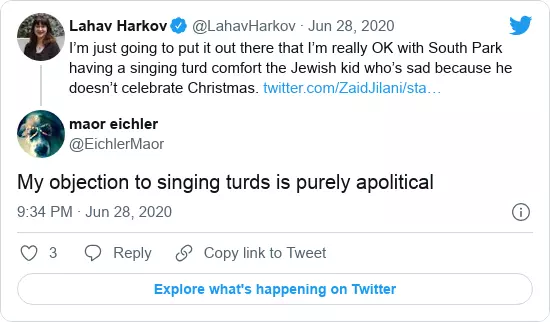 Lahav Harkov @LahavHarkov · Jun 28, 2020
I’m just going to put it out there that I’m really OK with South Park
having a singing turd comfort the Jewish kid who’s sad because he
doesn’t celebrate Christmas. twitter.com/ZaidJilani/sta…
maor eichler
@EichlerMaor
My objection to singing turds is purely apolitical
9:34 PM · Jun 28, 2020
3 Reply Copy link to Tweet
Explore what's happening on Twitter